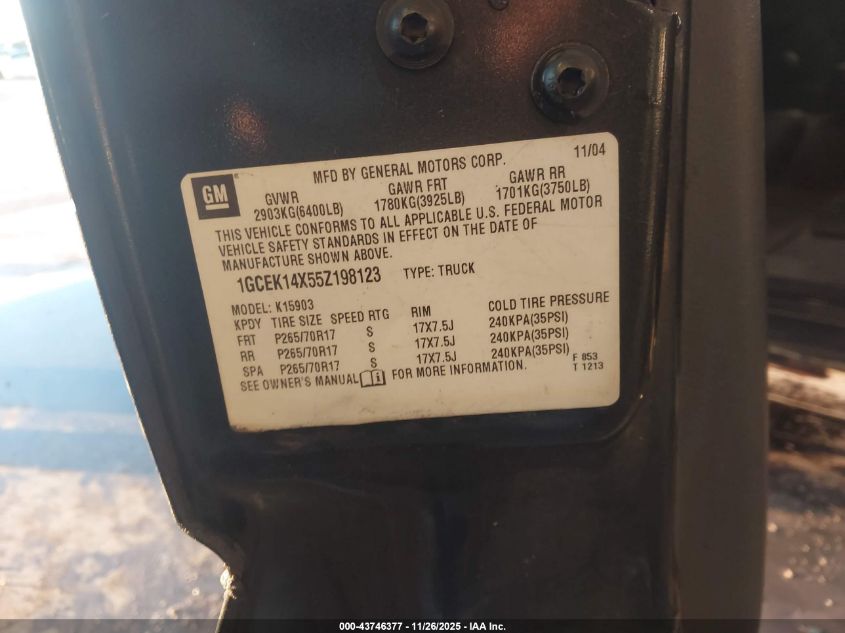 GM
MFD BY GENERAL MOTORS CORP. 11/04
GVWR GAWR FRT GAWR RR
2903KG(6400LB) 1780KG(3925LB) 1701KG(3750LB)
THIS VEHICLE CONFORMS TO ALL APPLICABLE U.S. FEDERAL MOTOR
VEHICLE SAFETY STANDARDS IN EFFECT ON THE DATE OF
MANUFACTURE SHOWN ABOVE.
1GCEK14X55Z198123 TYPE: TRUCK
MODEL: K15903
KPDY TIRE SIZE SPEED RTG RIM COLD TIRE PRESSURE
FRT P265/70R17 S 17X7.5J 240KPA(35PSI)
RR P265/70R17 S 17X7.5J 240KPA(35PSI)
SPA P265/70R17 S 17X7.5J 240KPA(35PSI)
SEE OWNER'S MANUAL FOR MORE INFORMATION.
F 853
T 1213
000-43746377 - 11/26/2025 - IAA Inc.